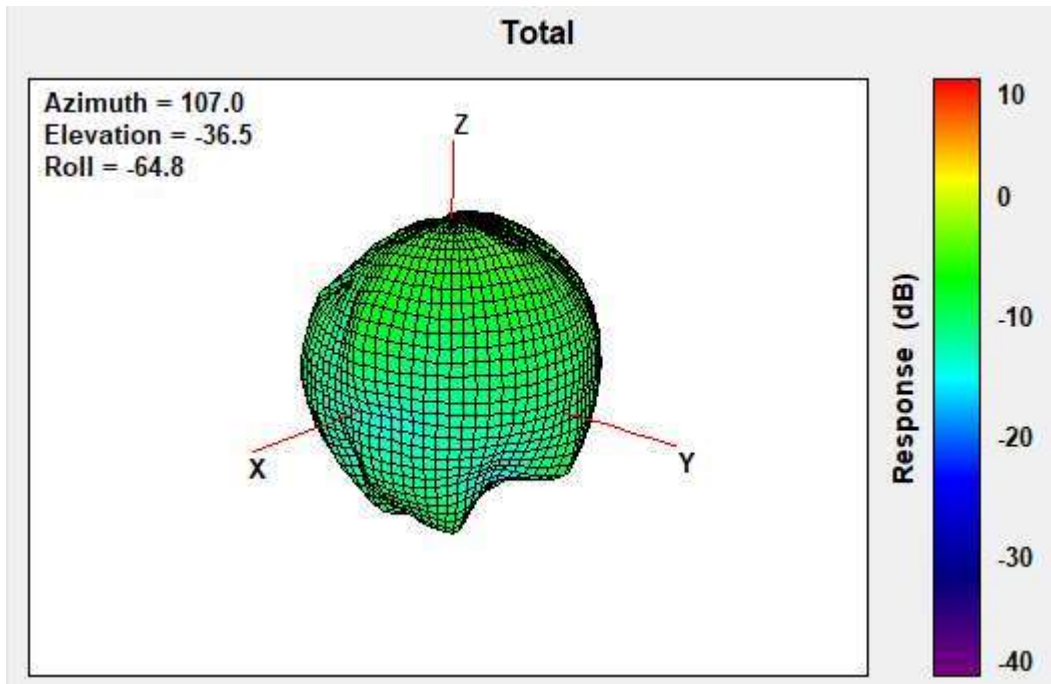 Total
Azimuth = 107.0
Elevation = -36.5
Roll = -64.8
Z
X
Y
10
0
-10
-20
-30
-40
Response (dB)